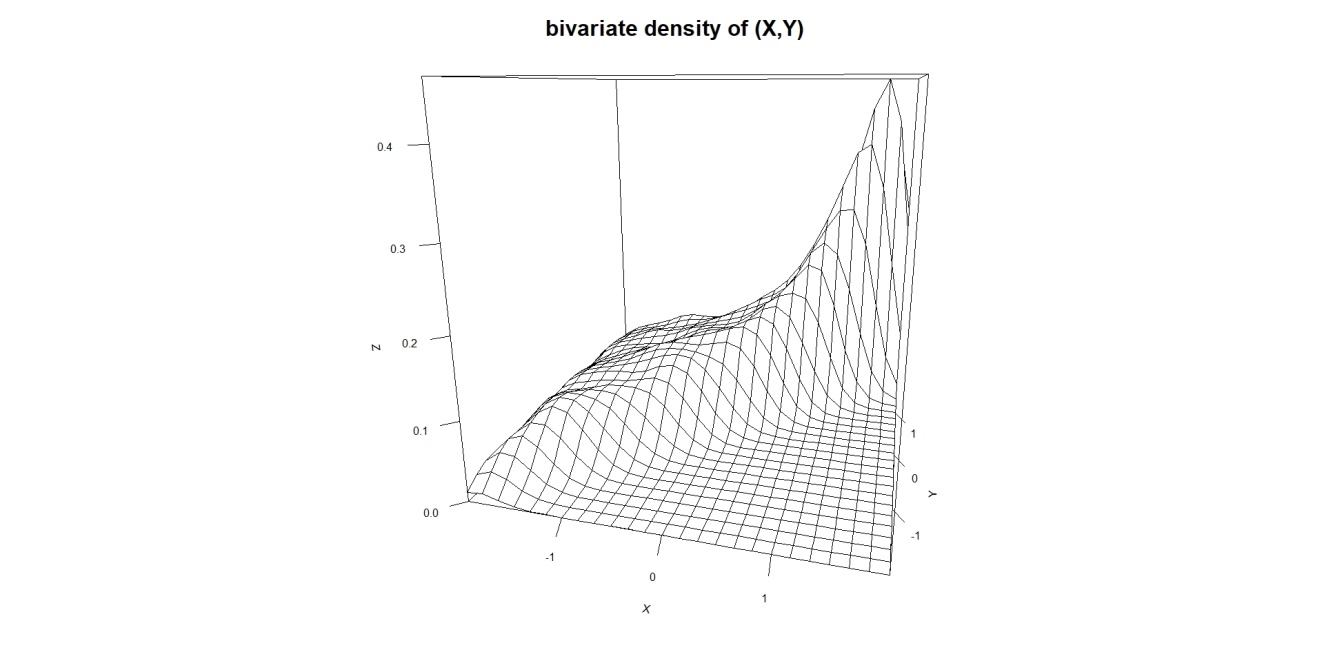 bivariate density of (X,Y)
0.4
0.3
0.2
0.1
0.0
Z
-1
0
1
X
1
0
-1
Y